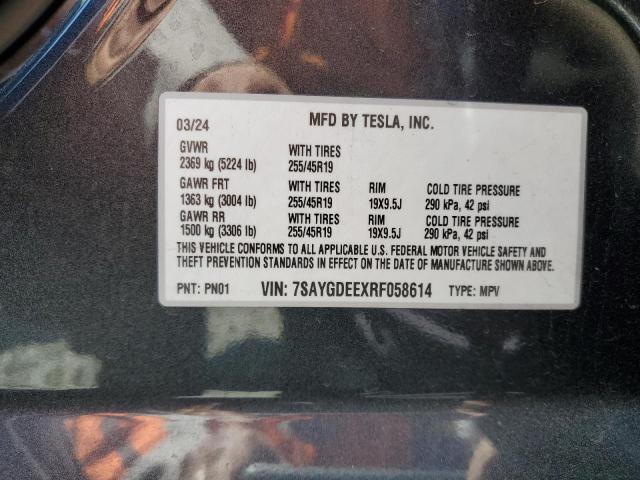 03/24 MFD BY TESLA, INC.
GVWR WITH TIRES
2369 kg (5224 lb) 255/45R19
GAWR FRT WITH TIRES RIM COLD TIRE PRESSURE
1363 kg (3004 lb) 255/45R19 19X9.5J 290 kPa, 42 psi
GAWR RR WITH TIRES RIM COLD TIRE PRESSURE
1500 kg (3306 lb) 255/45R19 19X9.5J 290 kPa, 42 psi
THIS VEHICLE CONFORMS TO ALL APPLICABLE U.S. FEDERAL MOTOR VEHICLE SAFETY AND
THEFT PREVENTION STANDARDS IN EFFECT ON THE DATE OF MANUFACTURE SHOWN ABOVE.
PNT: PN01 VIN: 7SAYGDEEXRF058614 TYPE: MPV